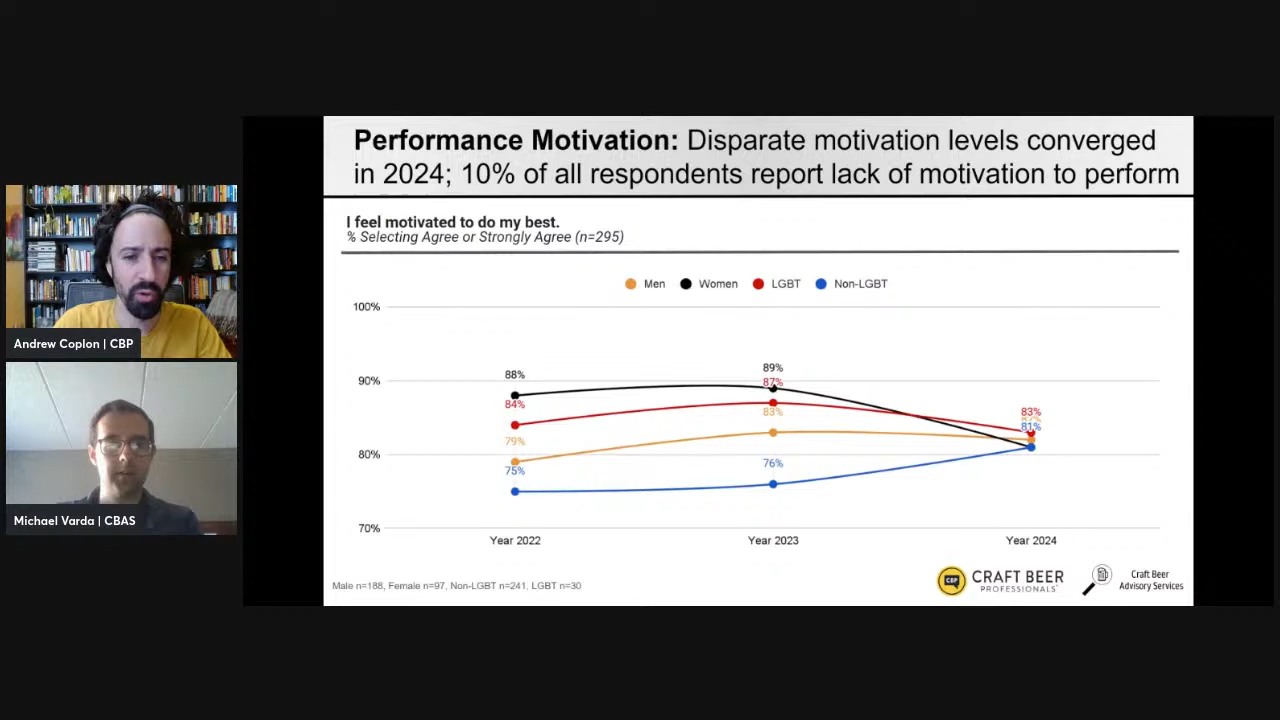 Performance Motivation: Disparate motivation levels converged
in 2024; 10% of all respondents report lack of motivation to perform
I feel motivated to do my best.
% Selecting Agree or Strongly Agree (n=295)
Men Women LGBT Non-LGBT
100%
90%
80%
70%
88%
84%
79%
75%
89%
87%
83%
76%
83%
81%
Year 2022 Year 2023 Year 2024
Male n=188, Female n=97, Non-LGBT n=241, LGBT n=30
CBP
CRAFT BEER
PROFESSIONALS
Craft Beer
Advisory Services
Andrew Coplon | CBP
Michael Varda | CBAS